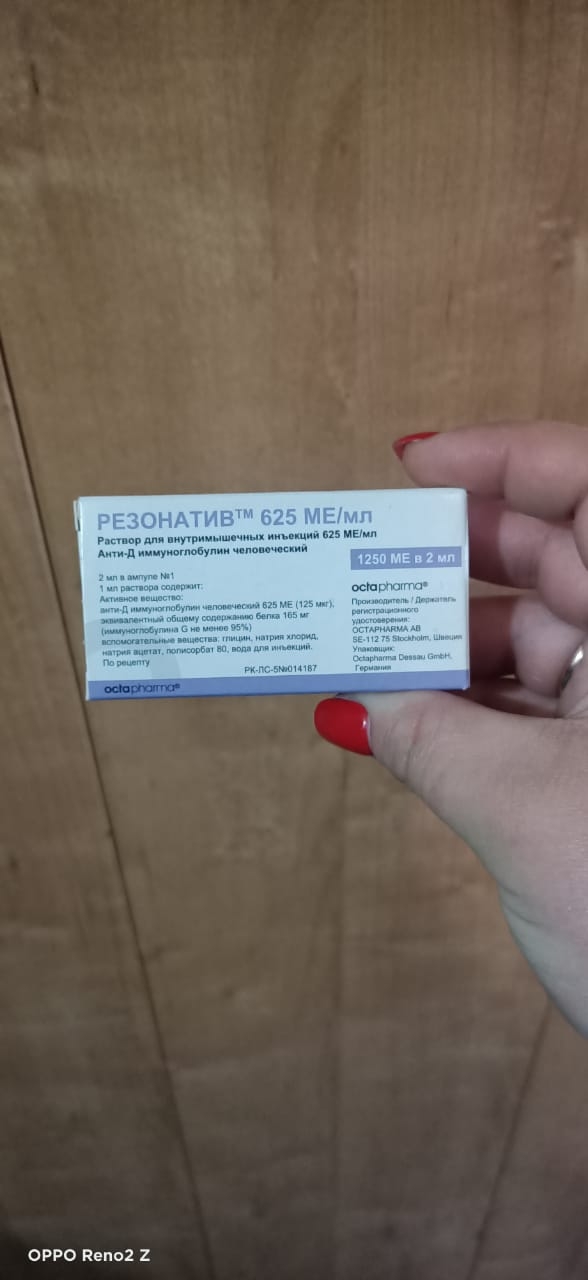 РЕЗОНАТИВ™ 625 МЕ/мл
Раствор для внутримышечных инъекций 625 МЕ/мл
Анти-Д иммуноглобулин человеческий
1250 МЕ в 2 мл
2 мл в ампуле №1
1 мл раствора содержит:
Активное вещество:
анти-Д иммуноглобулин человеческий 625 МЕ (125 мкг),
эквивалентный общему содержанию белка 165 мг
(иммуноглобулина G не менее 95%)
вспомогательные вещества: глицин, натрия хлорид,
натрия ацетат, полисорбат 80, вода для инъекций.
По рецепту
РК-ЛС-5№014187
octapharma®
Производитель / Держатель
регистрационного
удостоверения:
OCTAPHARMA AB
SE-112 75 Stockholm, Швеция
Упаковщик:
Octapharma Dessau GmbH,
Германия
octapharma®
OPPO Reno2 Z